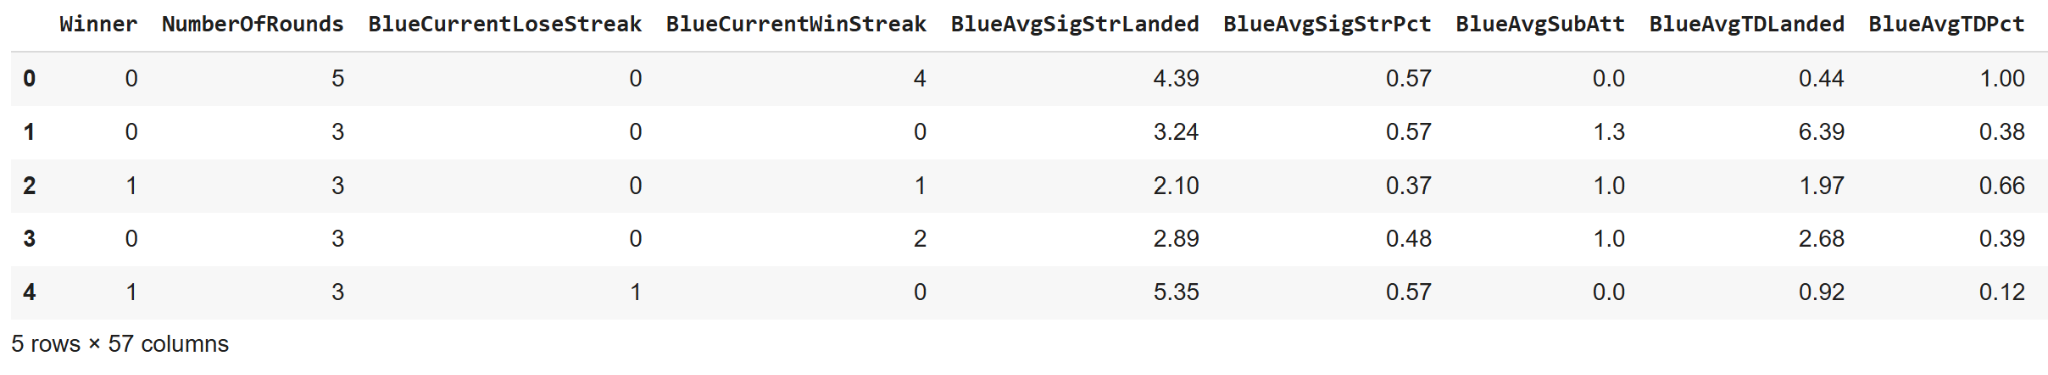 Winner NumberOfRounds BlueCurrentLoseStreak BlueCurrentWinStreak BlueAvgSigStrLanded BlueAvgSigStrPct BlueAvgSubAtt BlueAvgTDLanded BlueAvgTDPct
0 0 5 0 4 4.39 0.57 0.0 0.44 1.00
1 0 3 0 0 3.24 0.57 1.3 6.39 0.38
2 1 3 0 1 2.10 0.37 1.0 1.97 0.66
3 0 3 0 2 2.89 0.48 1.0 2.68 0.39
4 1 3 1 0 5.35 0.57 0.0 0.92 0.12
5 rows × 57 columns